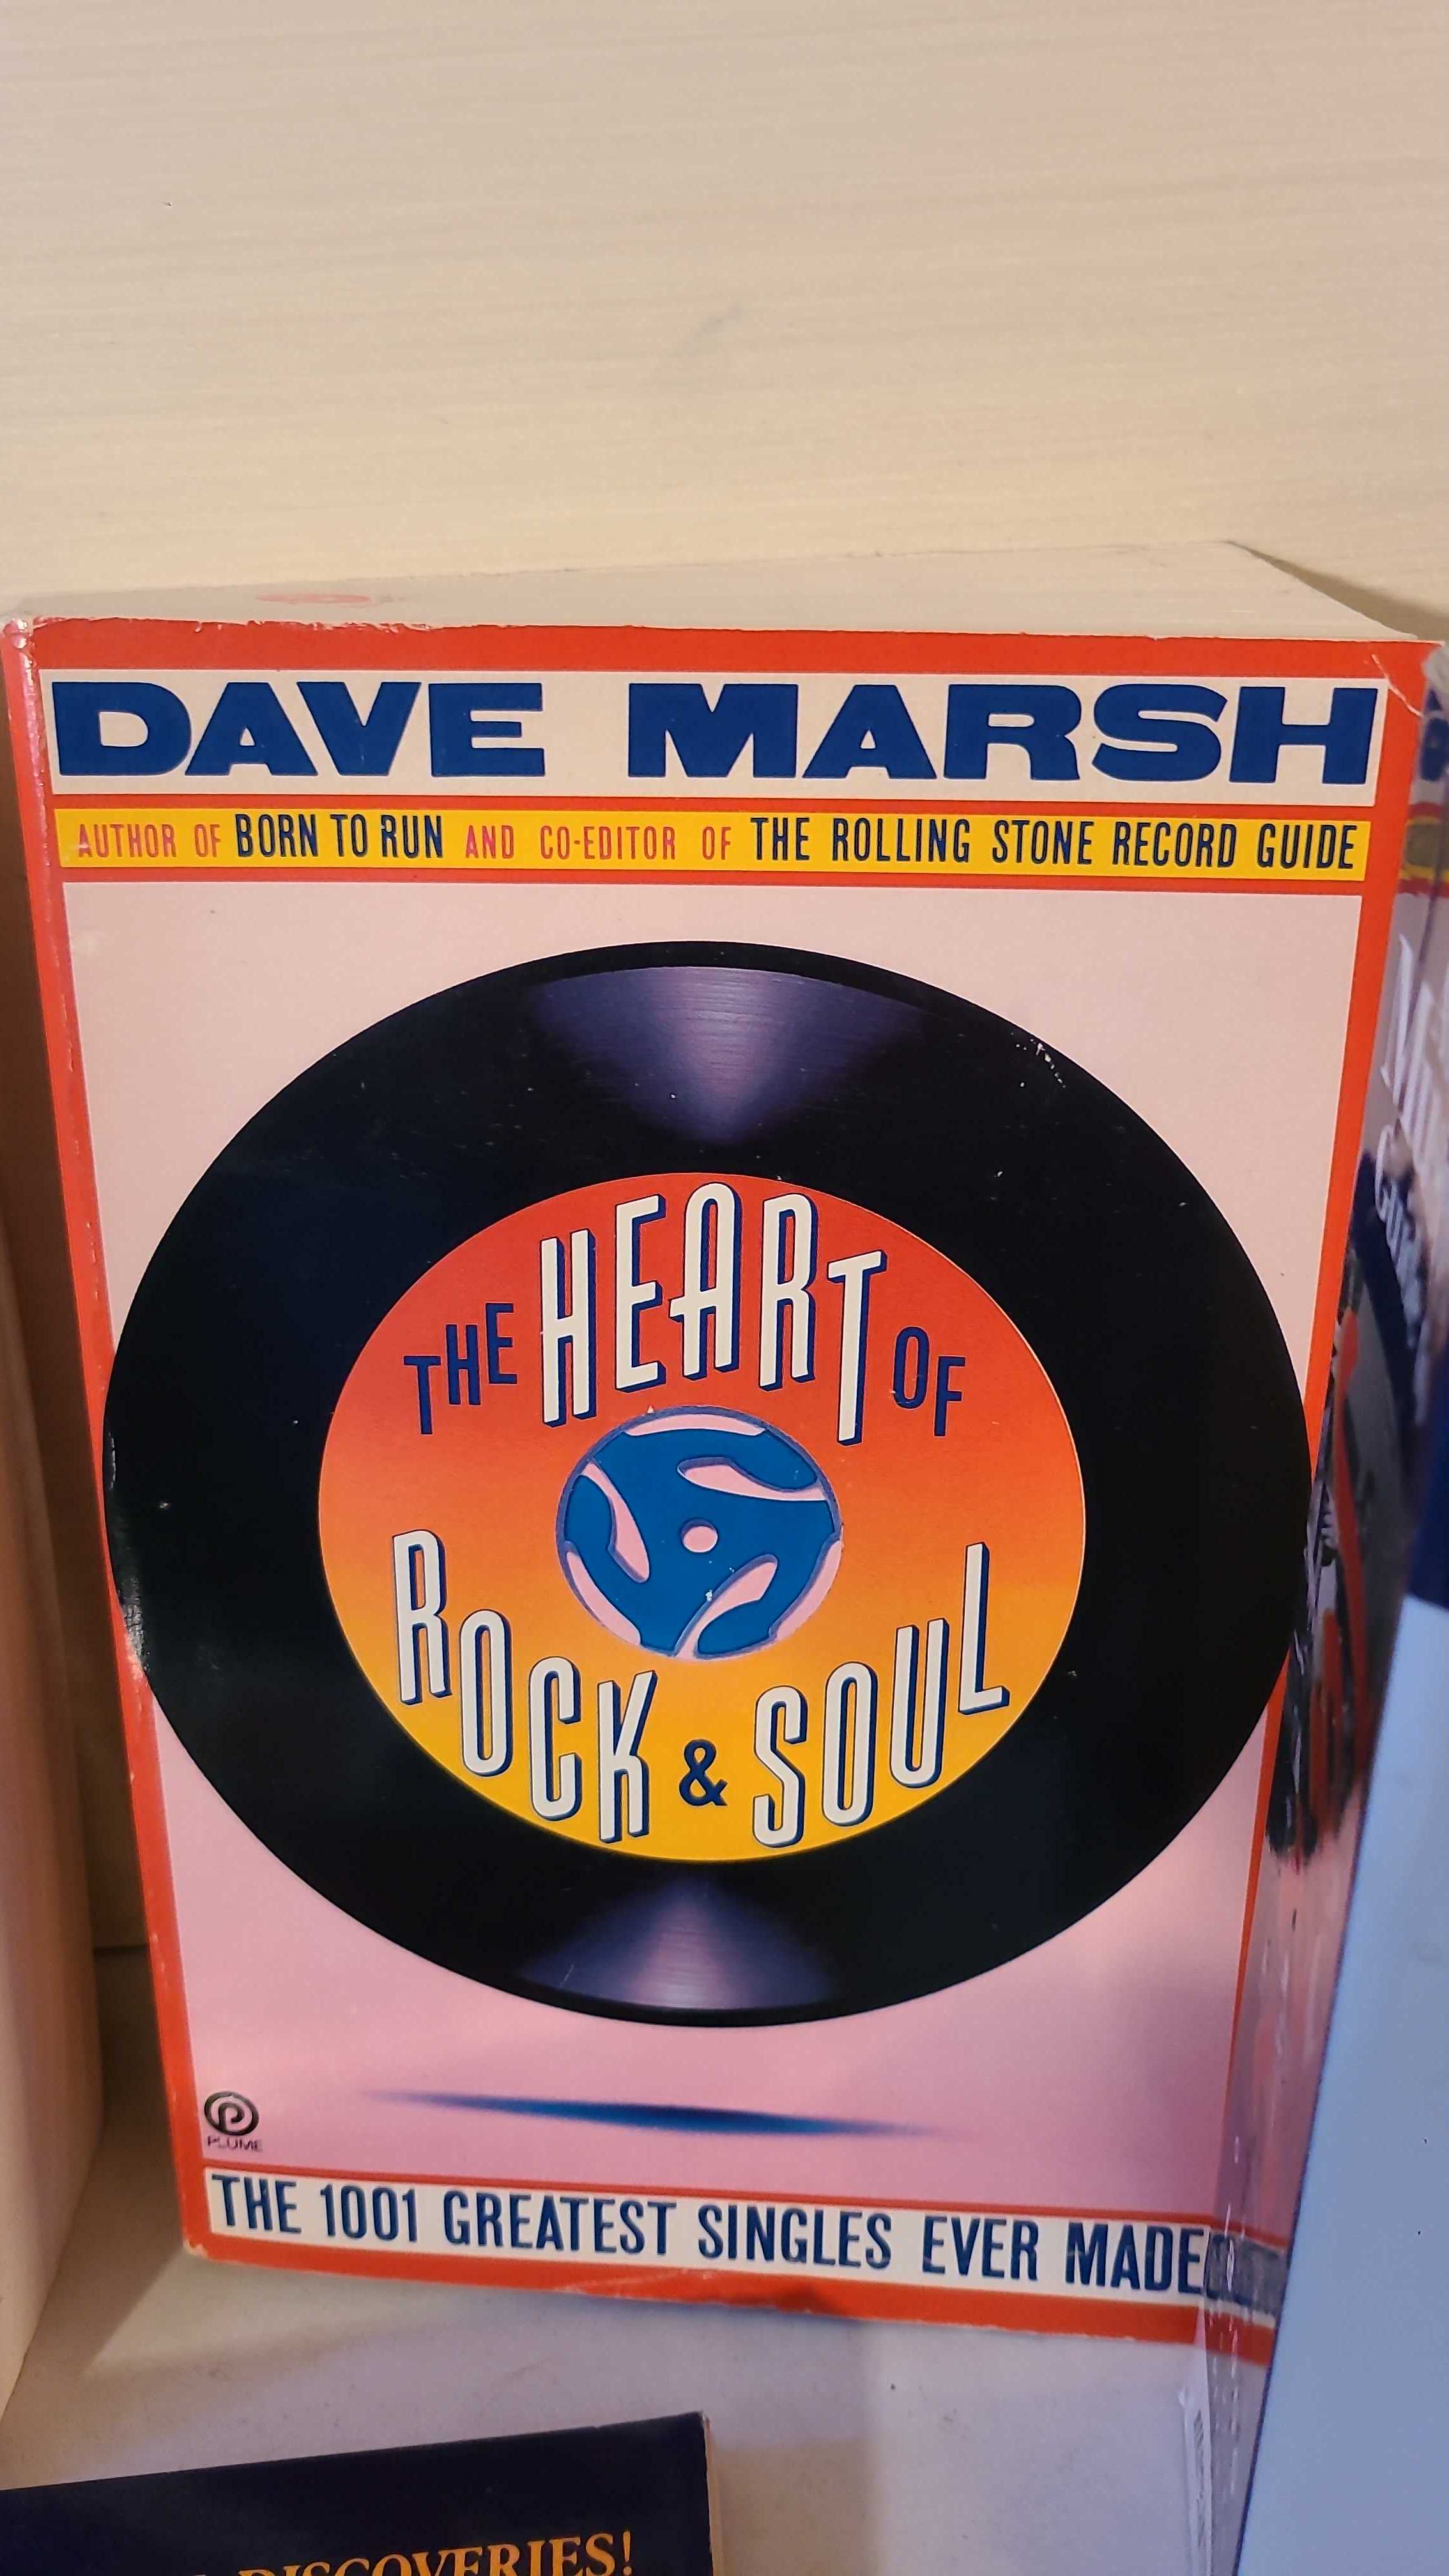 DAVE MARSH
AUTHOR OF BORN TO RUN AND CO-EDITOR OF THE ROLLING STONE RECORD GUIDE
THE HEART OF
ROCK & SOUL
PLUME
THE 1001 GREATEST SINGLES EVER MADE
DISCOVERIES!